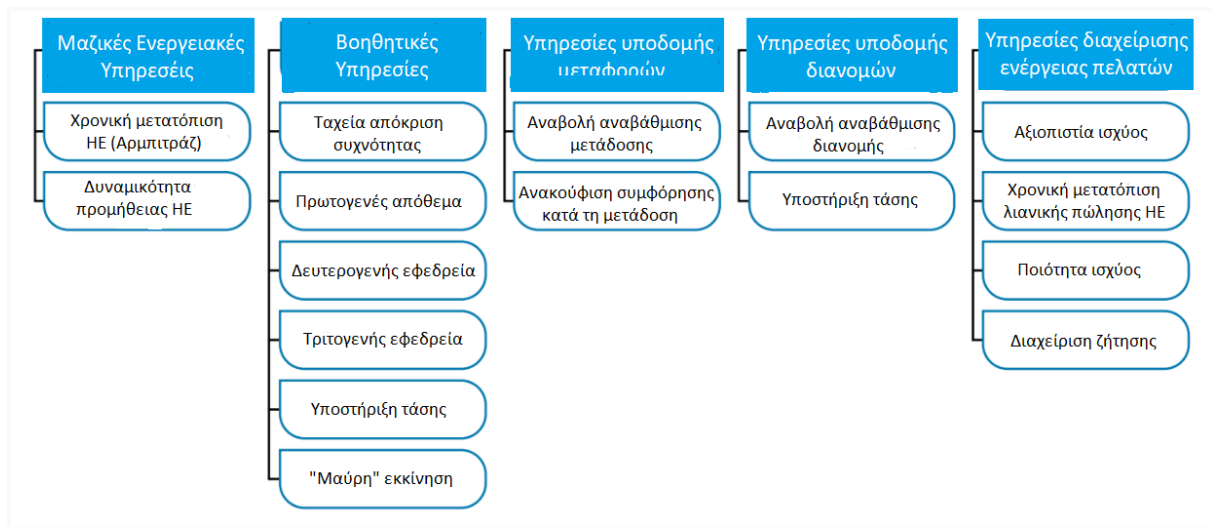 Μαζικές Ενεργειακές
Υπηρεσέις
Χρονική μετατόπιση
ΗΕ (Αρμπιτράζ)
Δυναμικότητα
προμήθειας ΗΕ
Βοηθητικές
Υπηρεσίες
Ταχεία απόκριση
συχνότητας
Πρωτογενές απόθεμα
Δευτερογενής εφεδρεία
Τριτογενής εφεδρεία
Υποστήριξη τάσης
"Μαύρη" εκκίνηση
Υπηρεσίες υποδομής
μεταφορών
Αναβολή αναβάθμισης
μετάδοσης
Ανακούφιση συμφόρησης
κατά τη μετάδοση
Υπηρεσίες υποδομής
διανομών
Αναβολή αναβάθμισης
διανομής
Υποστήριξη τάσης
Υπηρεσίες διαχείρισης
ενέργειας πελατών
Αξιοπιστία ισχύος
Χρονική μετατόπιση
λιανικής πώλησης ΗΕ
Ποιότητα ισχύος
Διαχείριση ζήτησης